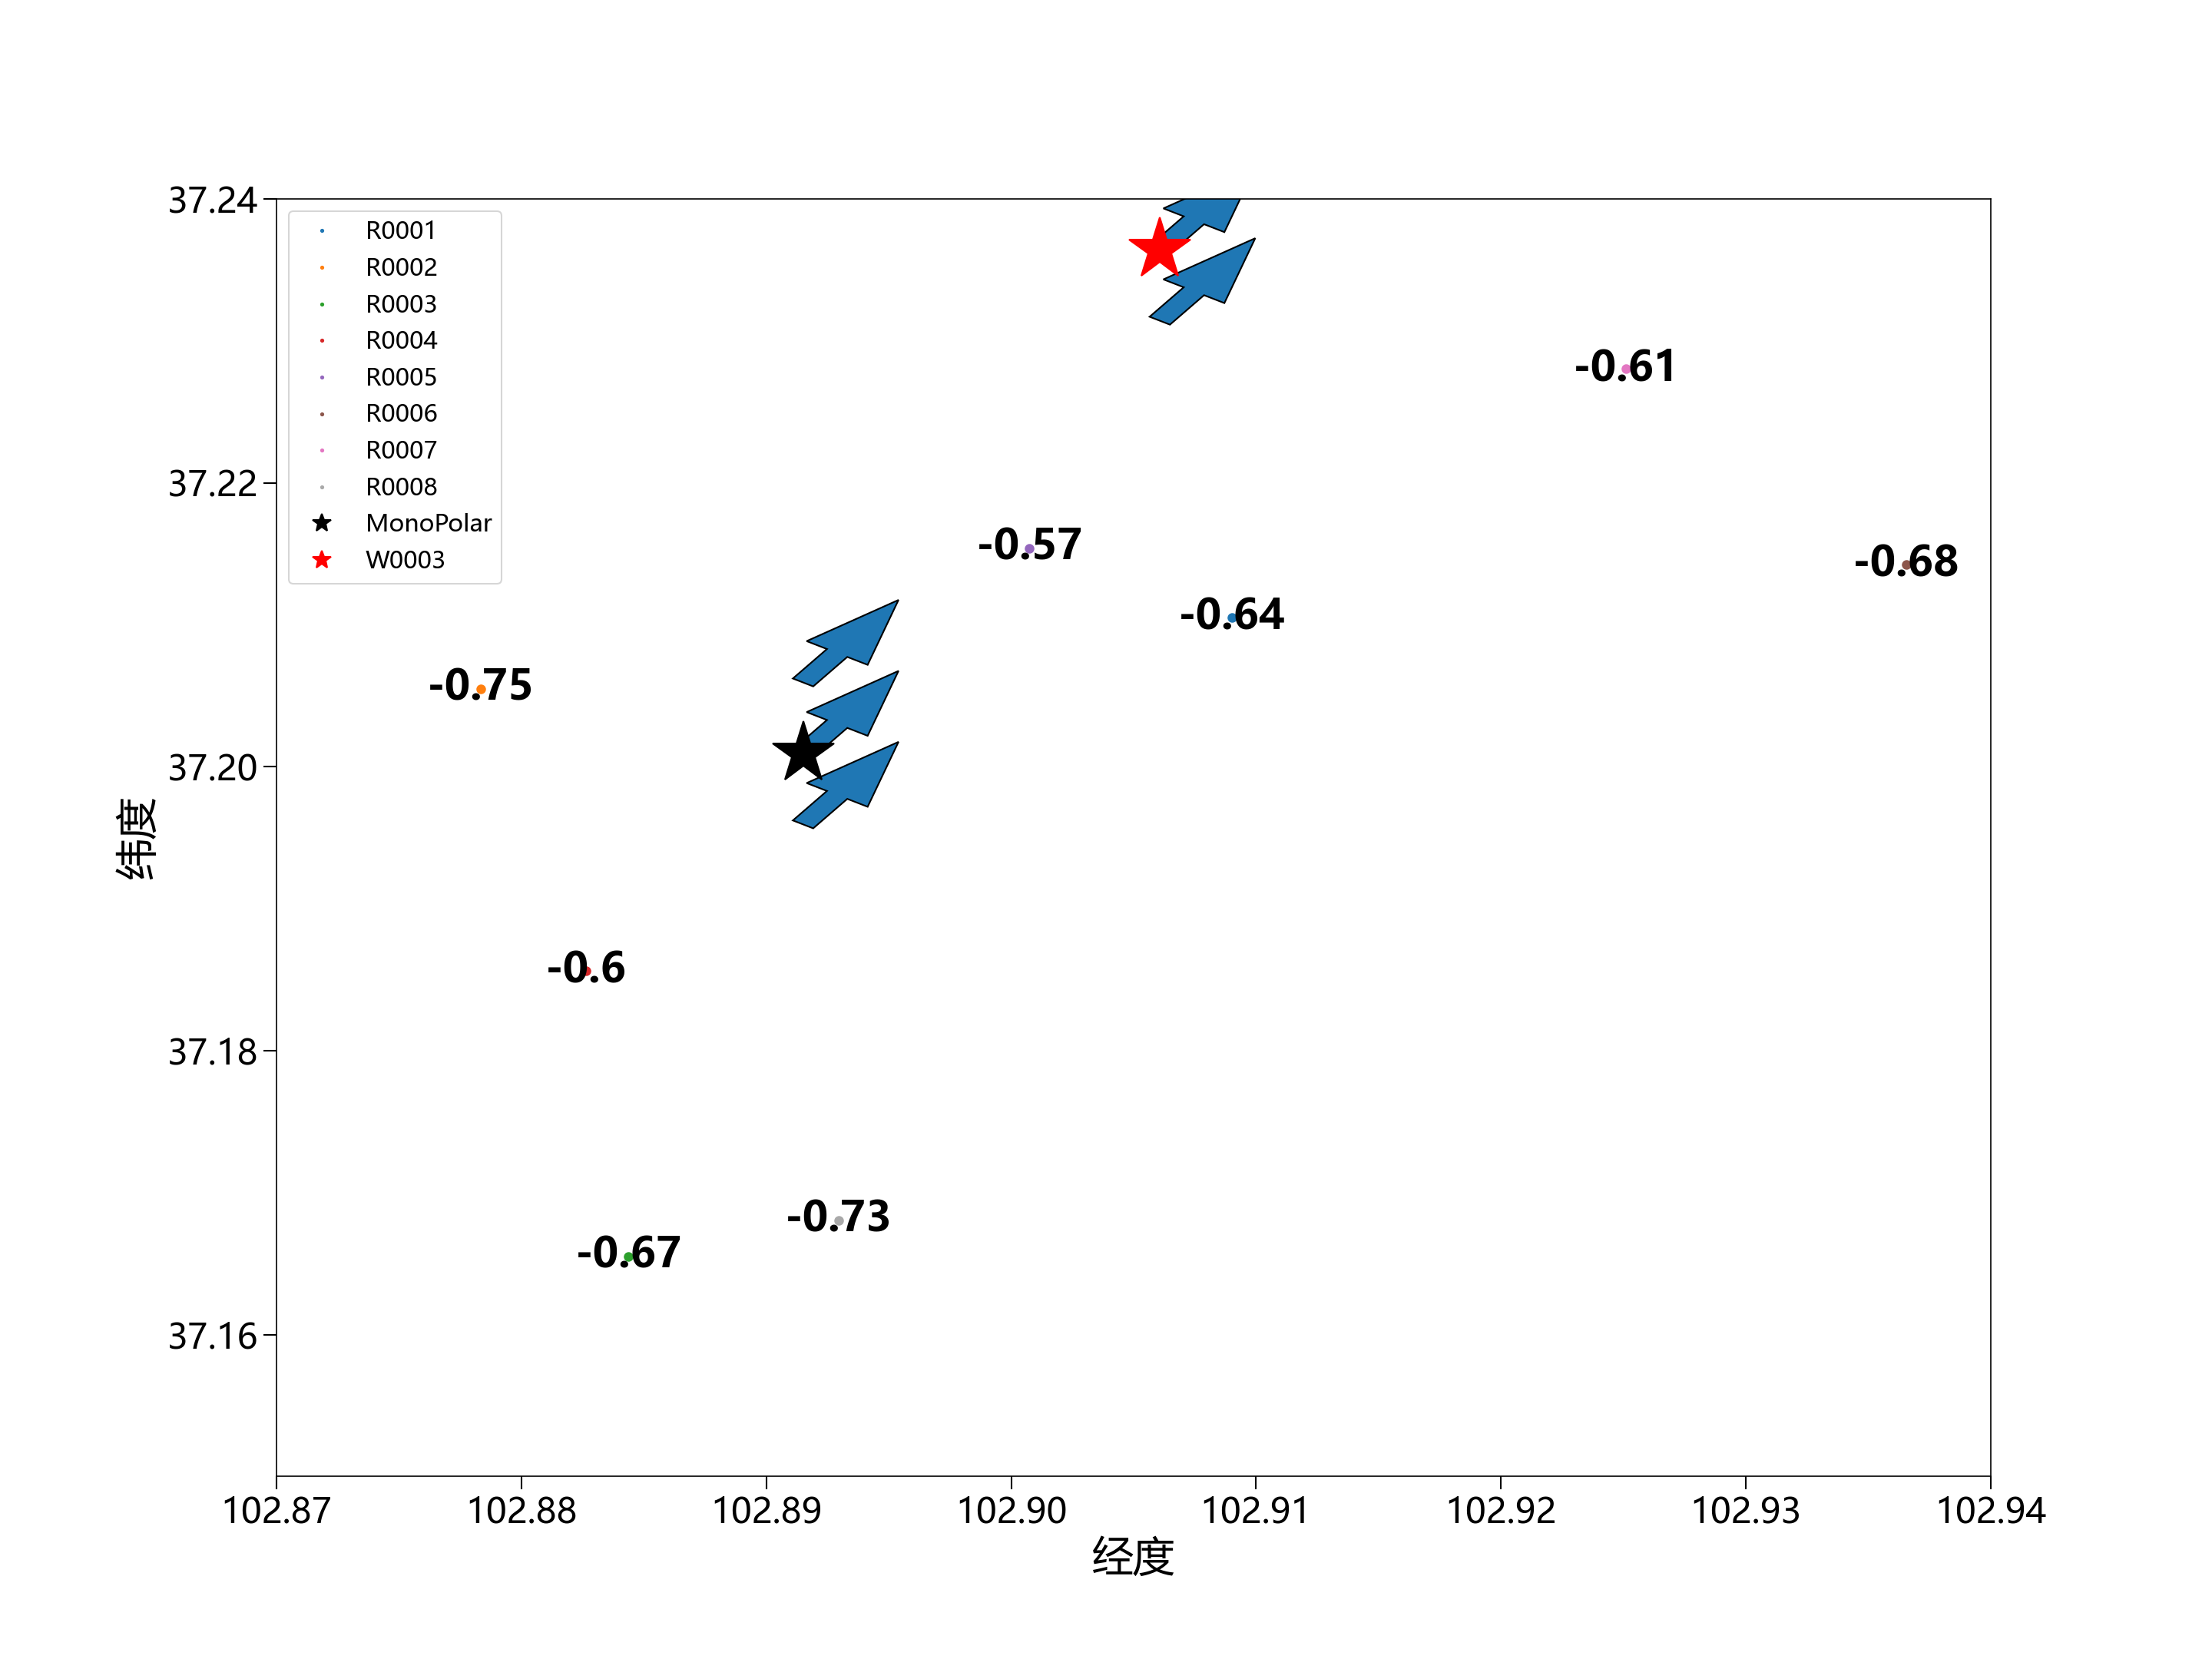 37.24
37.22
37.20
37.18
37.16
纬度
R0001
R0002
R0003
R0004
R0005
R0006
R0007
R0008
MonoPolar
W0003
-0.61
-0.57
-0.68
-0.64
-0.75
-0.6
-0.73
-0.67
102.87 102.88 102.89 102.90 102.91 102.92 102.93 102.94
经度